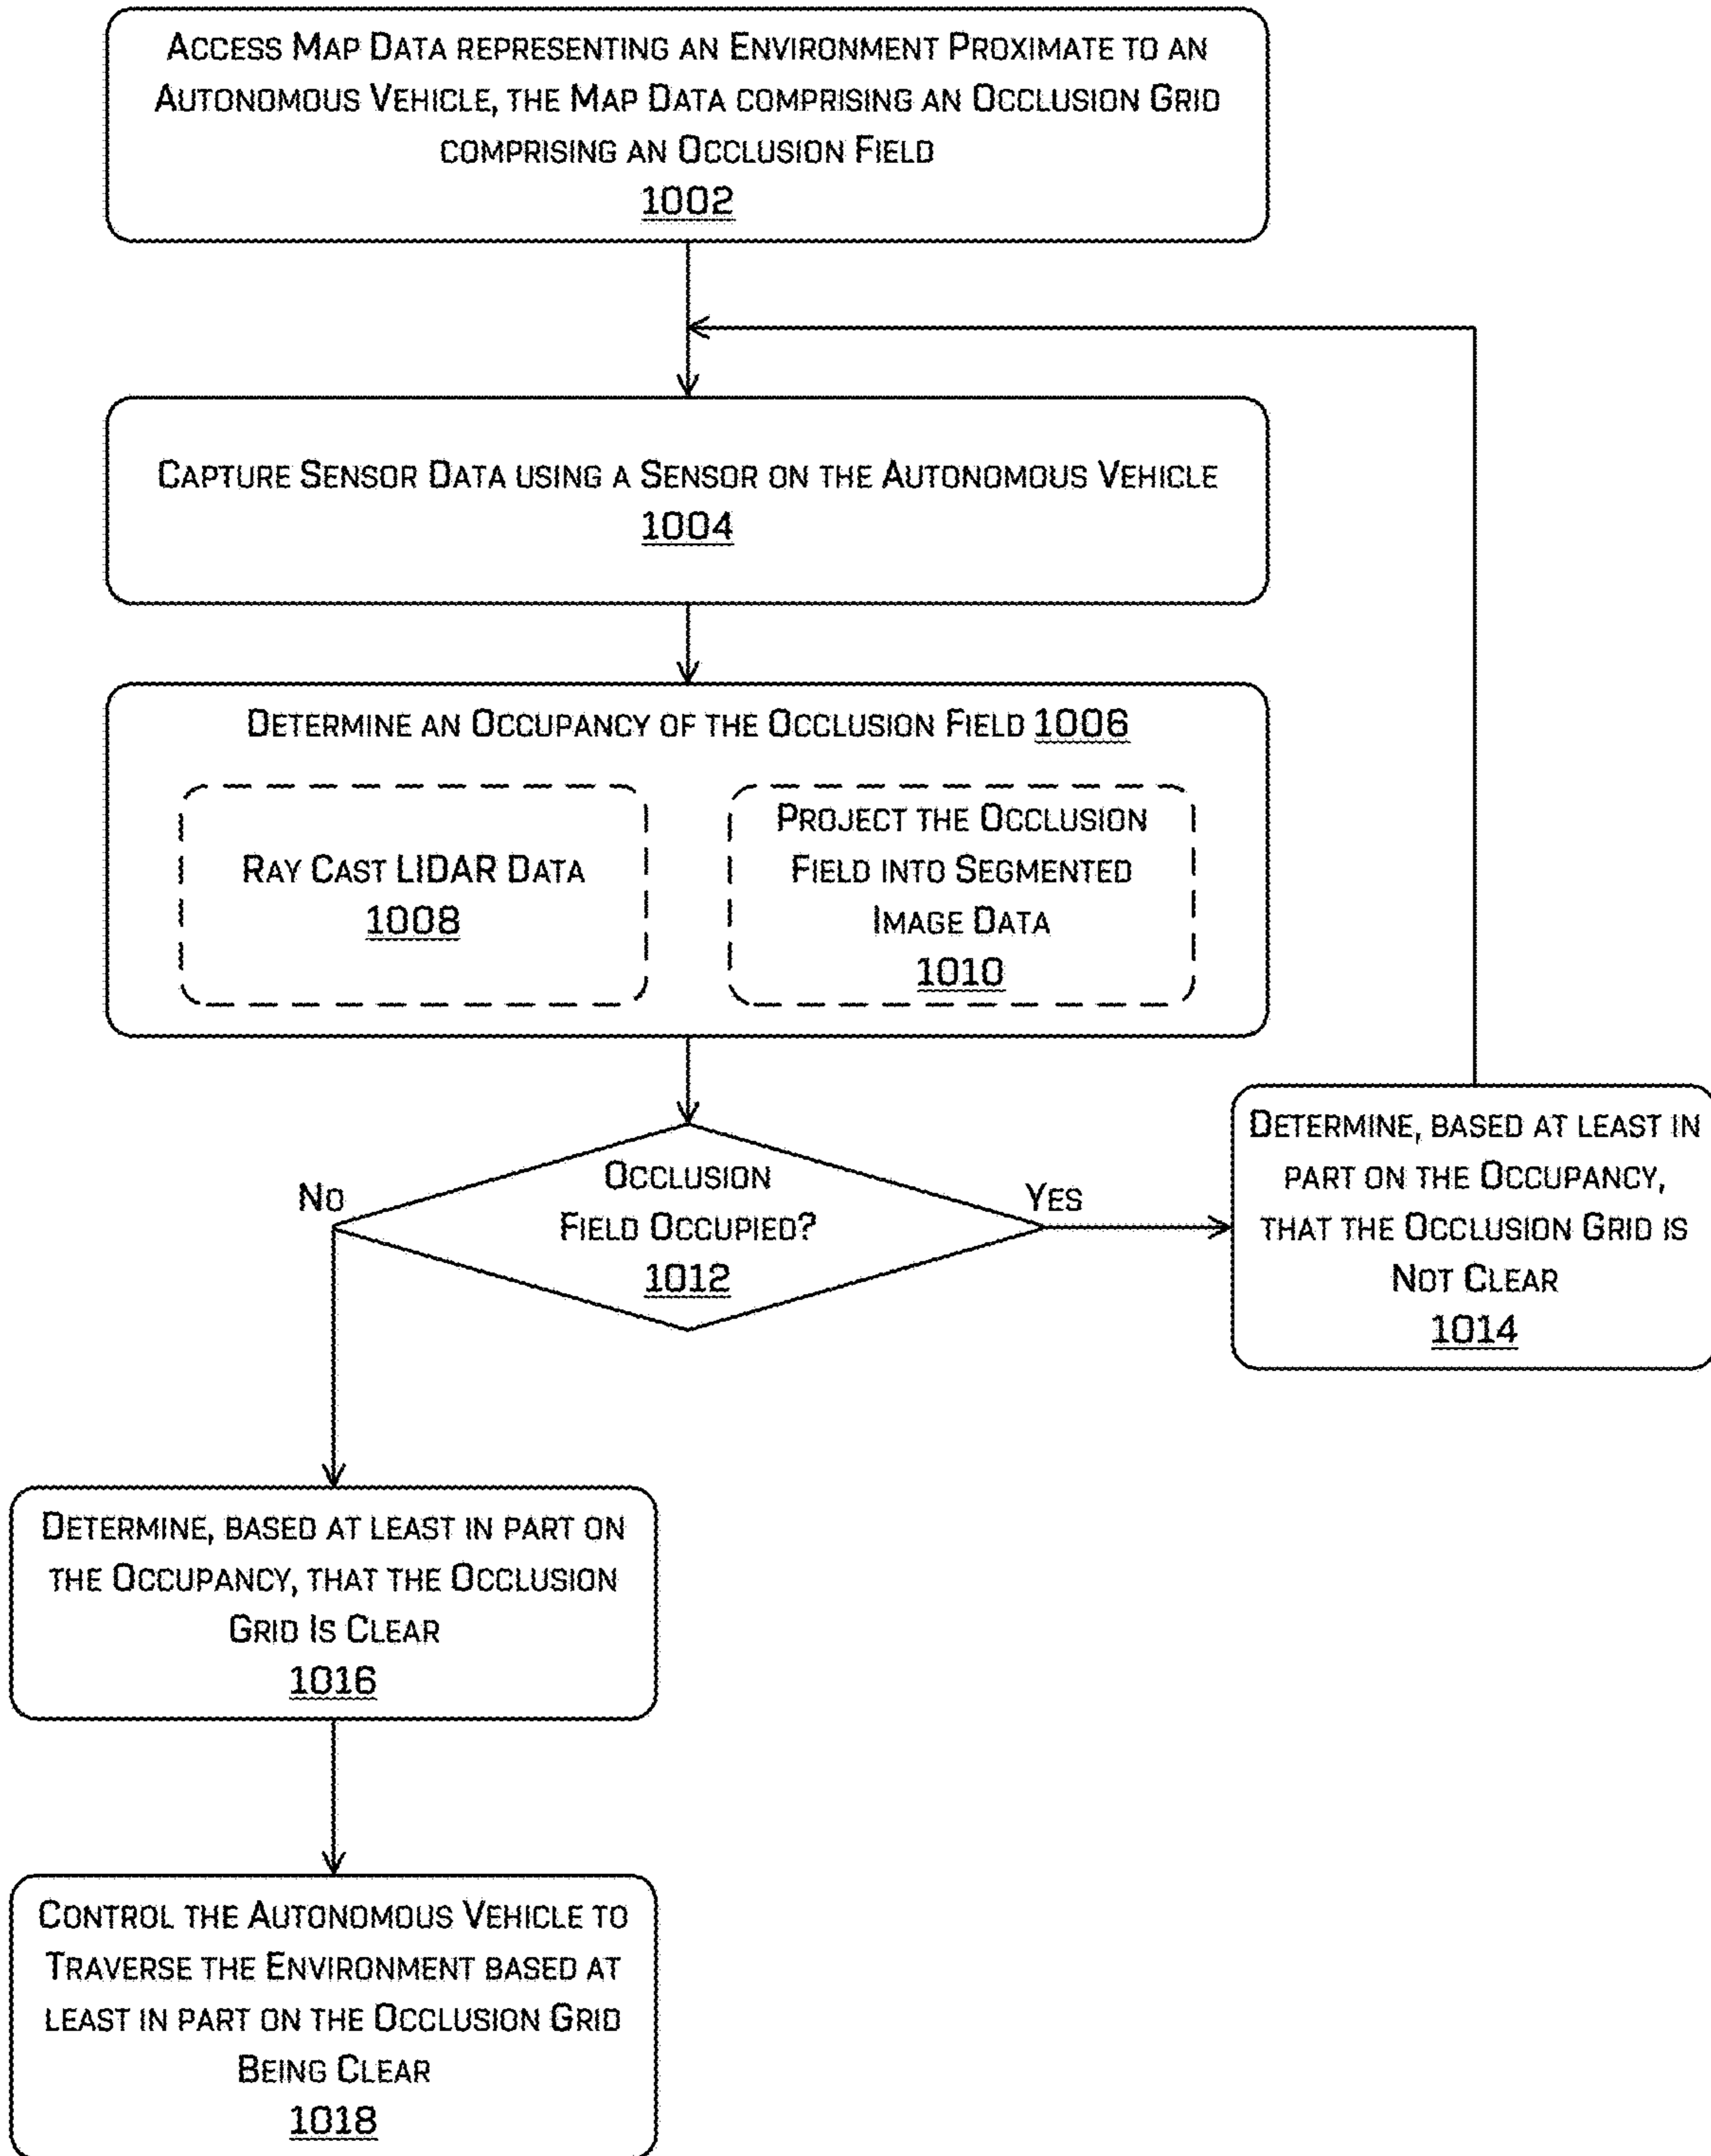 Access Map Data representing an Environment Proximate to an
Autonomous Vehicle, the Map Data comprising an Occlusion Grid
comprising an Occlusion Field
1002
Capture Sensor Data using a Sensor on the Autonomous Vehicle
1004
Determine an Occupancy of the Occlusion Field 1006
Ray Cast LIDAR Data
1008
Project the Occlusion
Field into Segmented
Image Data
1010
Occlusion
Field Occupied?
1012
No
Yes
Determine, based at least in
part on the Occupancy,
that the Occlusion Grid is
Not Clear
1014
Determine, based at least in part on
the Occupancy, that the Occlusion
Grid Is Clear
1016
Control the Autonomous Vehicle to
Traverse the Environment based at
least in part on the Occlusion Grid
Being Clear
1018